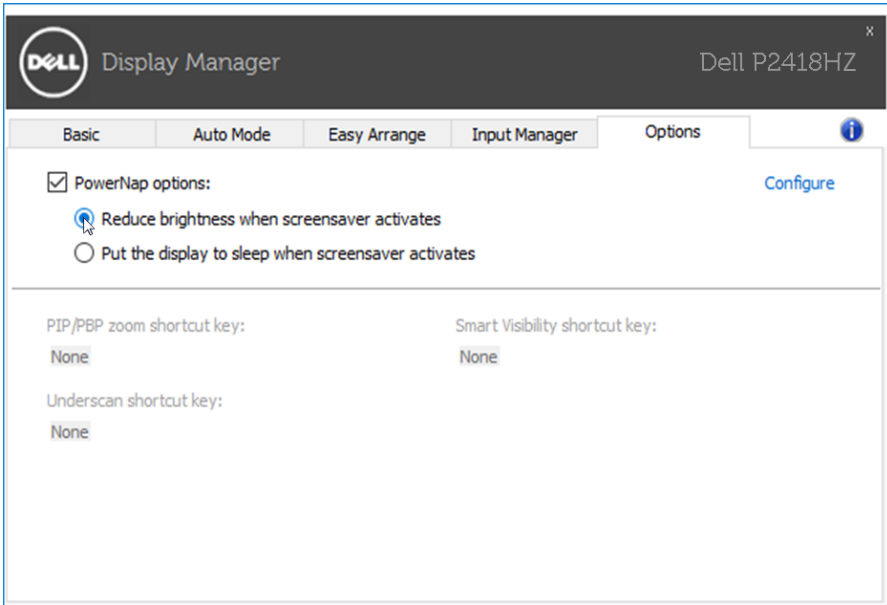 DELL Display Manager
Dell P2418HZ
x
Basic Auto Mode Easy Arrange Input Manager Options i
PowerNap options: Configure
Reduce brightness when screensaver activates
Put the display to sleep when screensaver activates
PIP/PBP zoom shortcut key: Smart Visibility shortcut key:
None None
Underscan shortcut key:
None